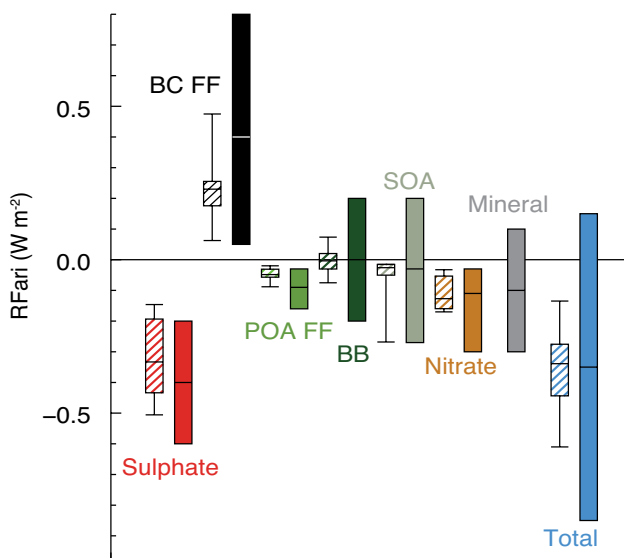 BC FF
0.5
SOA
Mineral
RFari (W m⁻²)
0.0
POA FF
BB
Nitrate
−0.5
Sulphate
Total